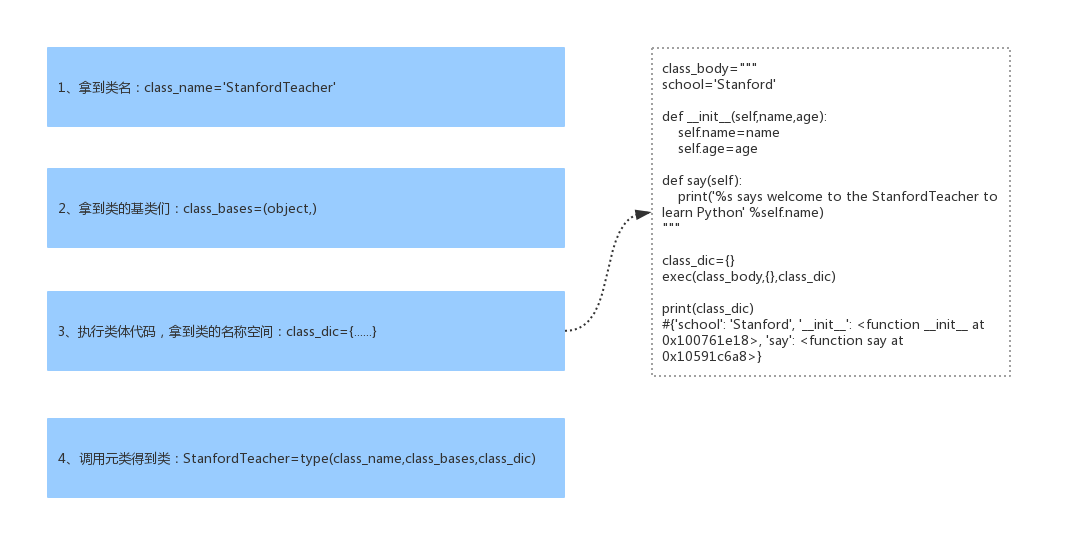 1、拿到类名：class_name='StanfordTeacher'
2、拿到类的基类们：class_bases=(object,)
3、执行类体代码，拿到类的名称空间：class_dic={......}
4、调用元类得到类：StanfordTeacher=type(class_name,class_bases,class_dic)
class_body="""
school='Stanford'
def __init__(self,name,age):
    self.name=name
    self.age=age
def say(self):
    print('%s says welcome to the StanfordTeacher to
learn Python' %self.name)
"""
class_dic={}
exec(class_body,{},class_dic)
print(class_dic)
#{'school': 'Stanford', '__init__': <function __init__ at
0x100761e18>, 'say': <function say at
0x10591c6a8>}